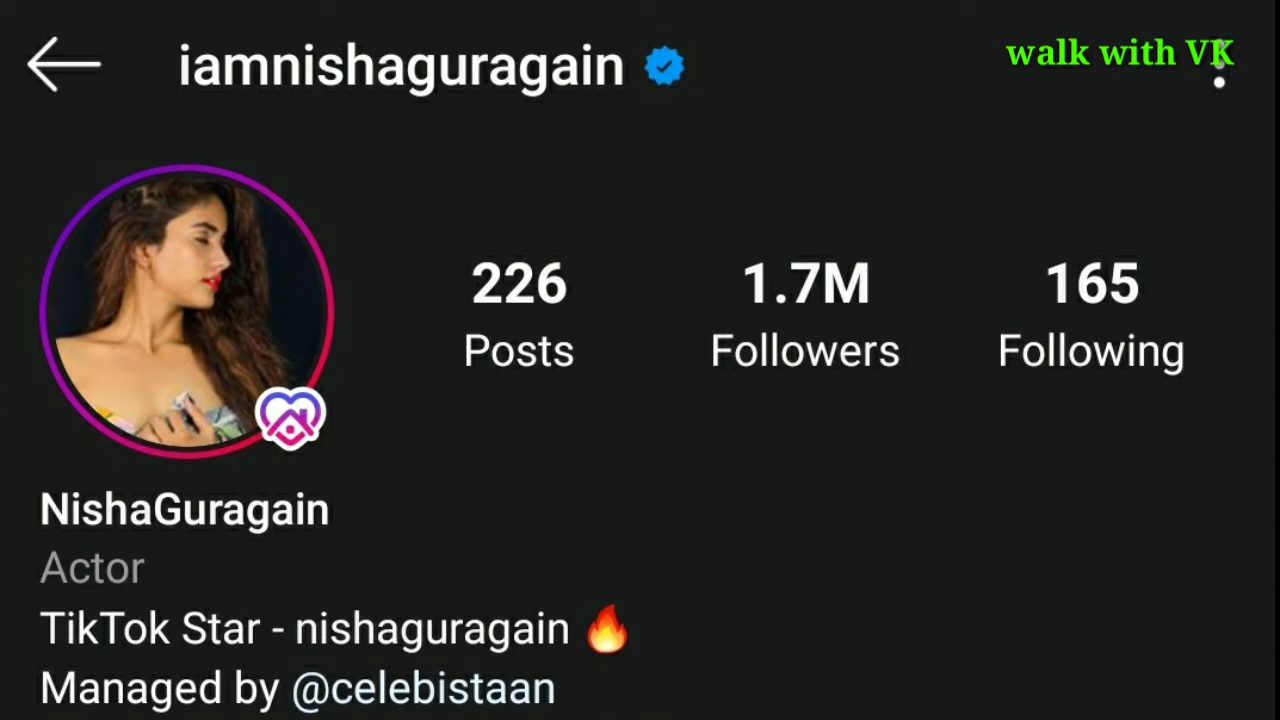 iamnishaguragain
walk with VK
226 1.7M 165
Posts Followers Following
NishaGuragain
Actor
TikTok Star - nishaguragain 🔥
Managed by @celebistaan